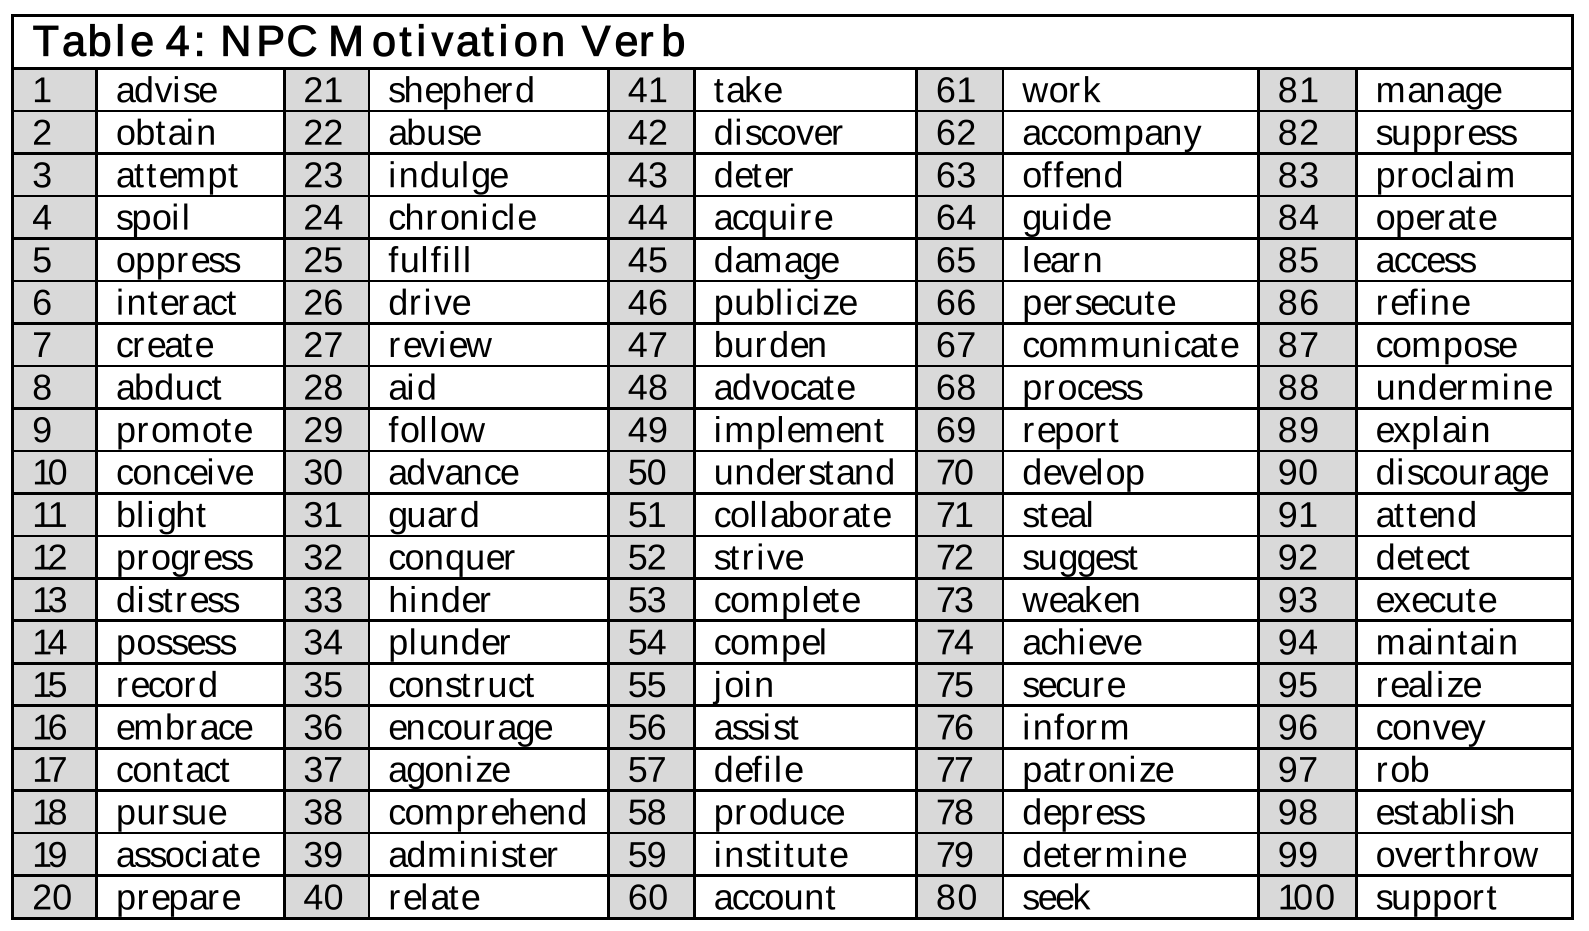 Table 4: NPC Motivation Verb
1 advise 21 shepherd 41 take 61 work 81 manage
2 obtain 22 abuse 42 discover 62 accompany 82 suppress
3 attempt 23 indulge 43 deter 63 offend 83 proclaim
4 spoil 24 chronicle 44 acquire 64 guide 84 operate
5 oppress 25 fulfill 45 damage 65 learn 85 access
6 interact 26 drive 46 publicize 66 persecute 86 refine
7 create 27 review 47 burden 67 communicate 87 compose
8 abduct 28 aid 48 advocate 68 process 88 undermine
9 promote 29 follow 49 implement 69 report 89 explain
10 conceive 30 advance 50 understand 70 develop 90 discourage
11 blight 31 guard 51 collaborate 71 steal 91 attend
12 progress 32 conquer 52 strive 72 suggest 92 detect
13 distress 33 hinder 53 complete 73 weaken 93 execute
14 possess 34 plunder 54 compel 74 achieve 94 maintain
15 record 35 construct 55 join 75 secure 95 realize
16 embrace 36 encourage 56 assist 76 inform 96 convey
17 contact 37 agonize 57 defile 77 patronize 97 rob
18 pursue 38 comprehend 58 produce 78 depress 98 establish
19 associate 39 administer 59 institute 79 determine 99 overthrow
20 prepare 40 relate 60 account 80 seek 100 support